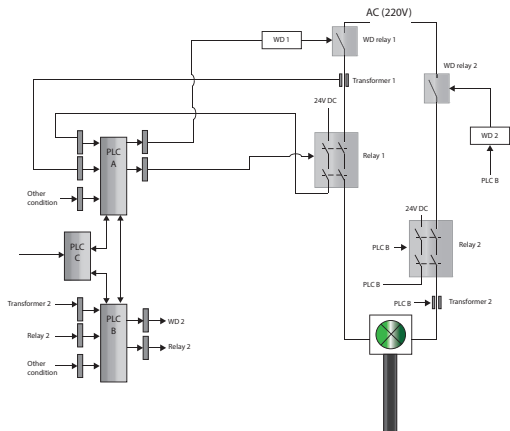 AC (220V)
WD 1
WD relay 1
WD relay 2
Transformer 1
24V DC
WD 2
PLC
A
Relay 1
PLC B
Other
condition
24V DC
PLC
C
PLC B
Relay 2
PLC B
Transformer 2
PLC
B
WD 2
PLC B
Transformer 2
Relay 2
Relay 2
Other
condition